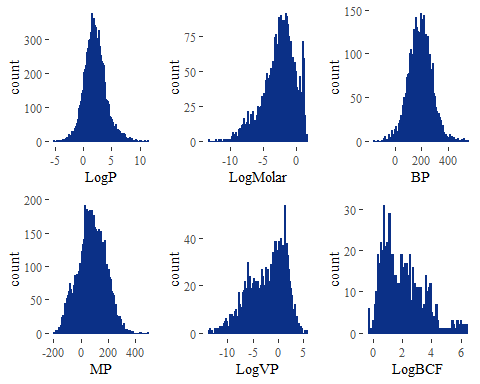 count
300
200
100
0
-5 0 5 10
LogP
count
75
50
25
0
-10 -5 0
LogMolar
count
150
100
50
0
0 200 400
BP
count
200
150
100
50
0
-200 0 200 400
MP
count
40
20
0
-10 -5 0 5
LogVP
count
30
20
10
0
0 2 4 6
LogBCF